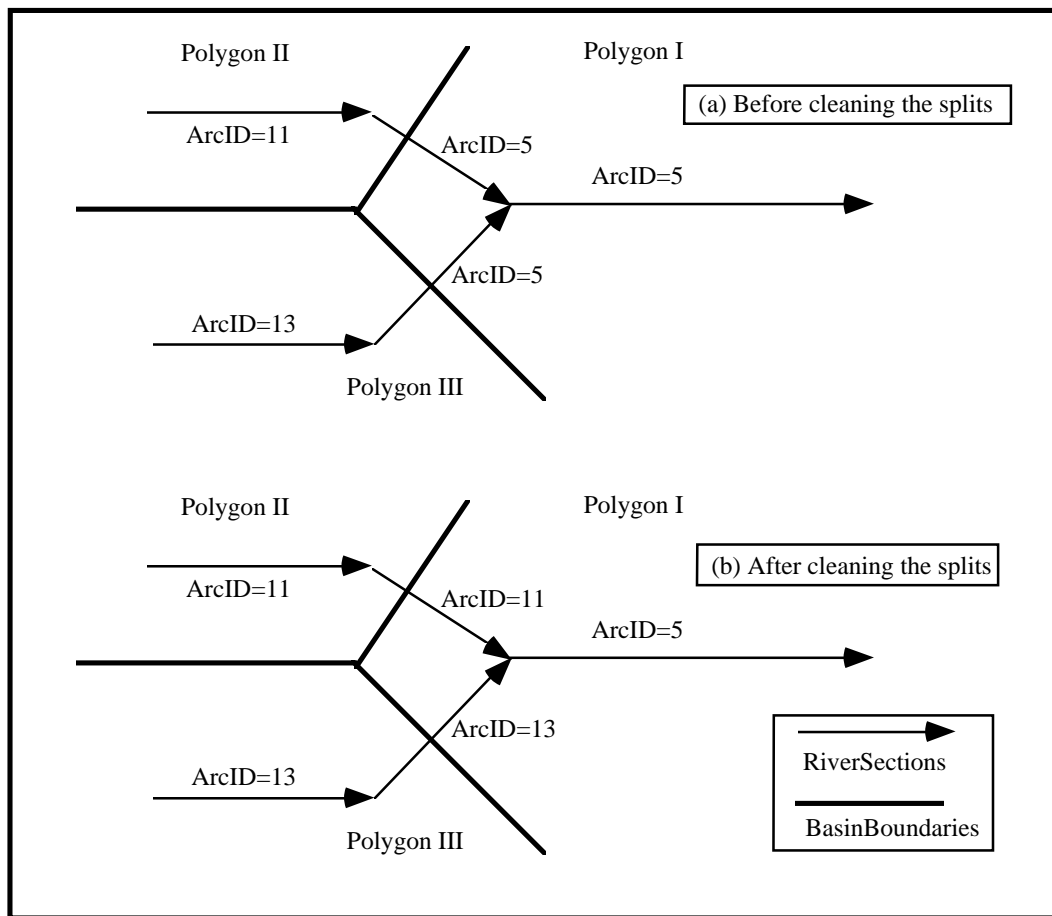 Polygon II
Polygon I
(a) Before cleaning the splits
ArcID=11
ArcID=5
ArcID=5
ArcID=5
ArcID=13
Polygon III
Polygon II
Polygon I
(b) After cleaning the splits
ArcID=11
ArcID=11
ArcID=5
ArcID=13
ArcID=13
Polygon III
RiverSections
BasinBoundaries